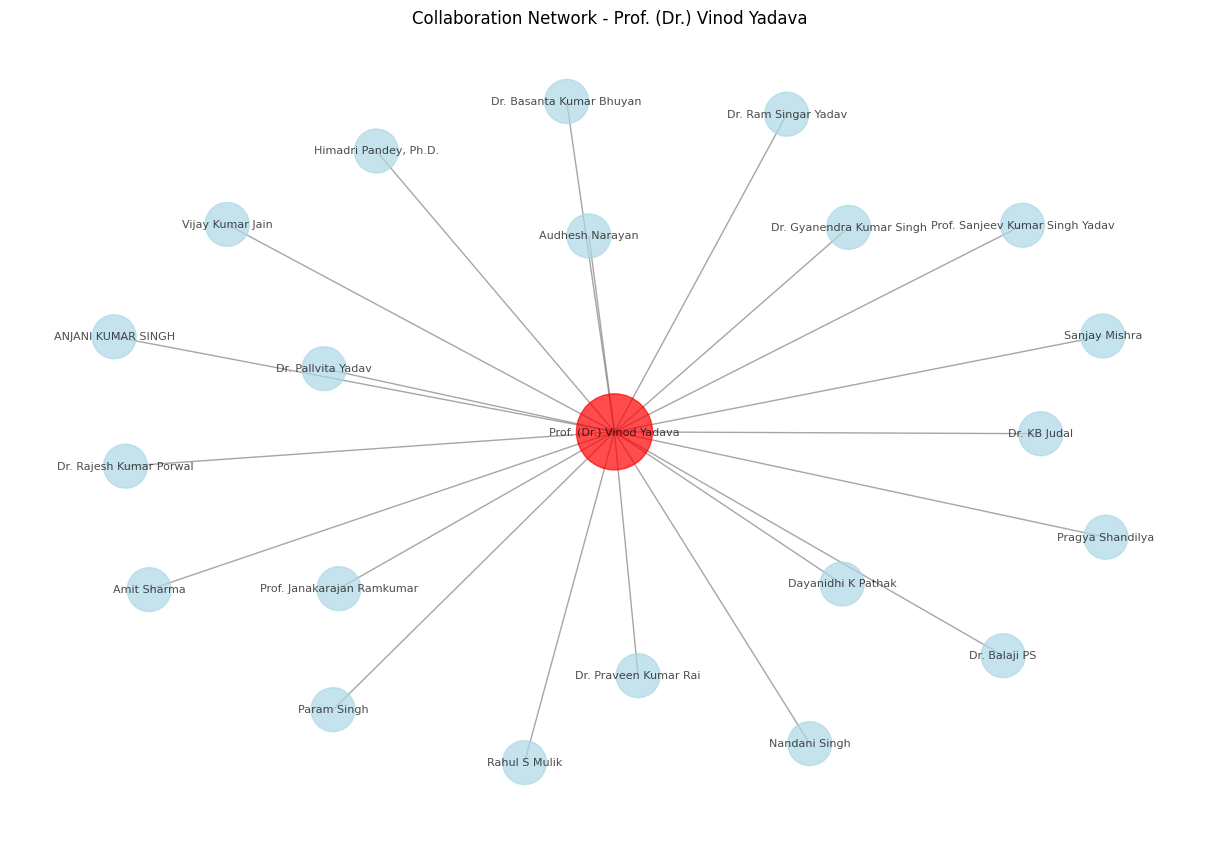 Collaboration Network - Prof. (Dr.) Vinod Yadava
Dr. Basanta Kumar Bhuyan
Dr. Ram Singar Yadav
Himadri Pandey, Ph.D.
Vijay Kumar Jain
Audhesh Narayan
Dr. Gyanendra Kumar Singh
Prof. Sanjeev Kumar Singh Yadav
ANJANI KUMAR SINGH
Sanjay Mishra
Dr. Pallvita Yadav
Prof. (Dr.) Vinod Yadava
Dr. KB Judal
Dr. Rajesh Kumar Porwal
Pragya Shandilya
Amit Sharma
Prof. Janakarajan Ramkumar
Dayanidhi K Pathak
Dr. Balaji PS
Dr. Praveen Kumar Rai
Param Singh
Nandani Singh
Rahul S Mulik